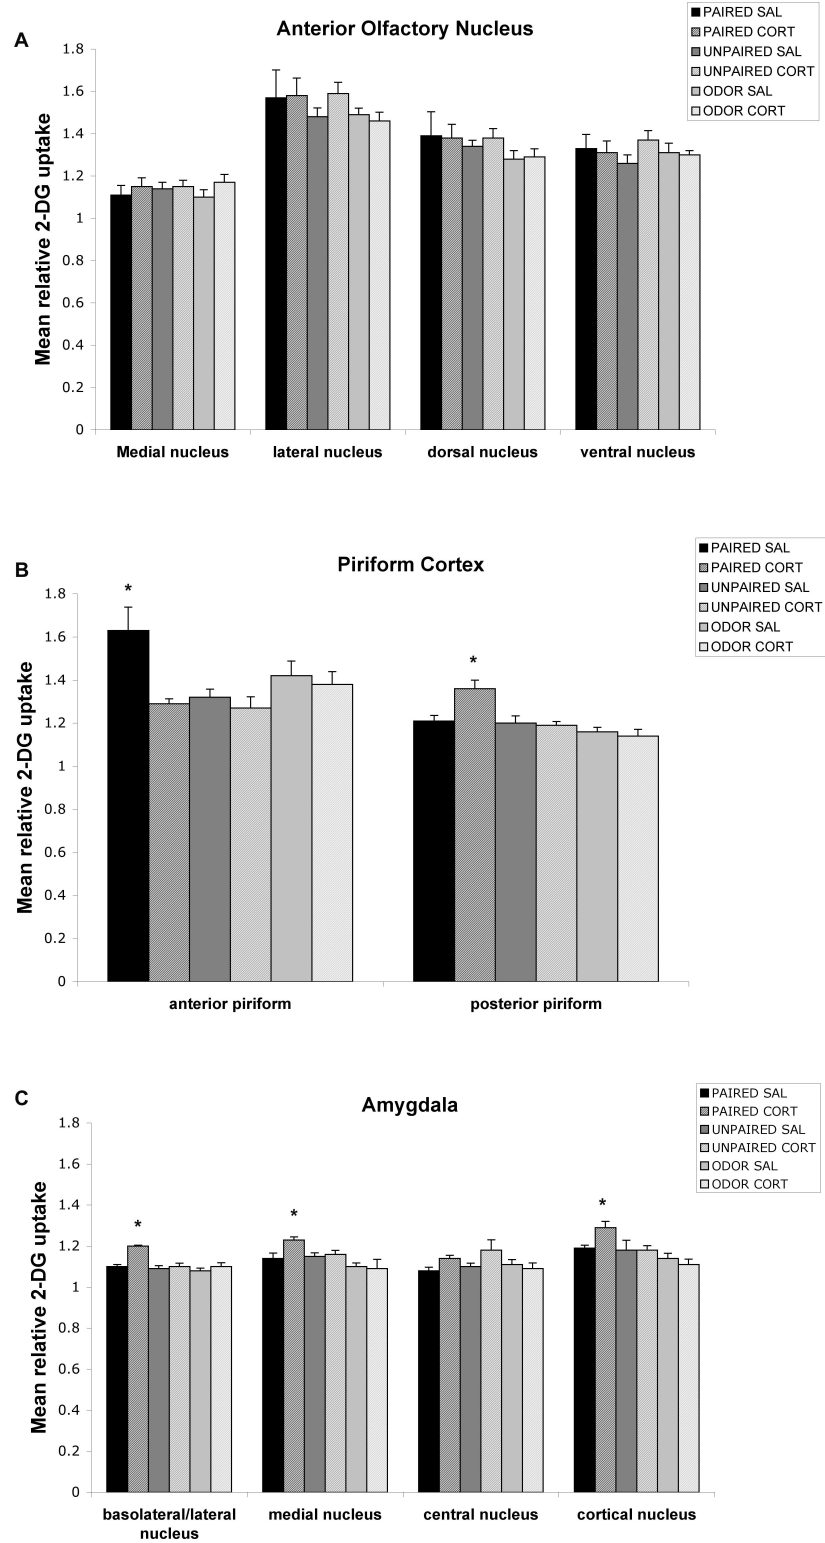 A
Anterior Olfactory Nucleus
PAIRED SAL
PAIRED CORT
UNPAIRED SAL
UNPAIRED CORT
ODOR SAL
ODOR CORT
Mean relative 2-DG uptake
1.8
1.6
1.4
1.2
1
0.8
0.6
0.4
0.2
0
Medial nucleus
lateral nucleus
dorsal nucleus
ventral nucleus
B
Piriform Cortex
PAIRED SAL
PAIRED CORT
UNPAIRED SAL
UNPAIRED CORT
ODOR SAL
ODOR CORT
Mean relative 2-DG uptake
1.8
1.6
1.4
1.2
1
0.8
0.6
0.4
0.2
0
*
*
anterior piriform
posterior piriform
C
Amygdala
PAIRED SAL
PAIRED CORT
UNPAIRED SAL
UNPAIRED CORT
ODOR SAL
ODOR CORT
Mean relative 2-DG uptake
1.8
1.6
1.4
1.2
1
0.8
0.6
0.4
0.2
0
*
*
*
basolateral/lateral
nucleus
medial nucleus
central nucleus
cortical nucleus